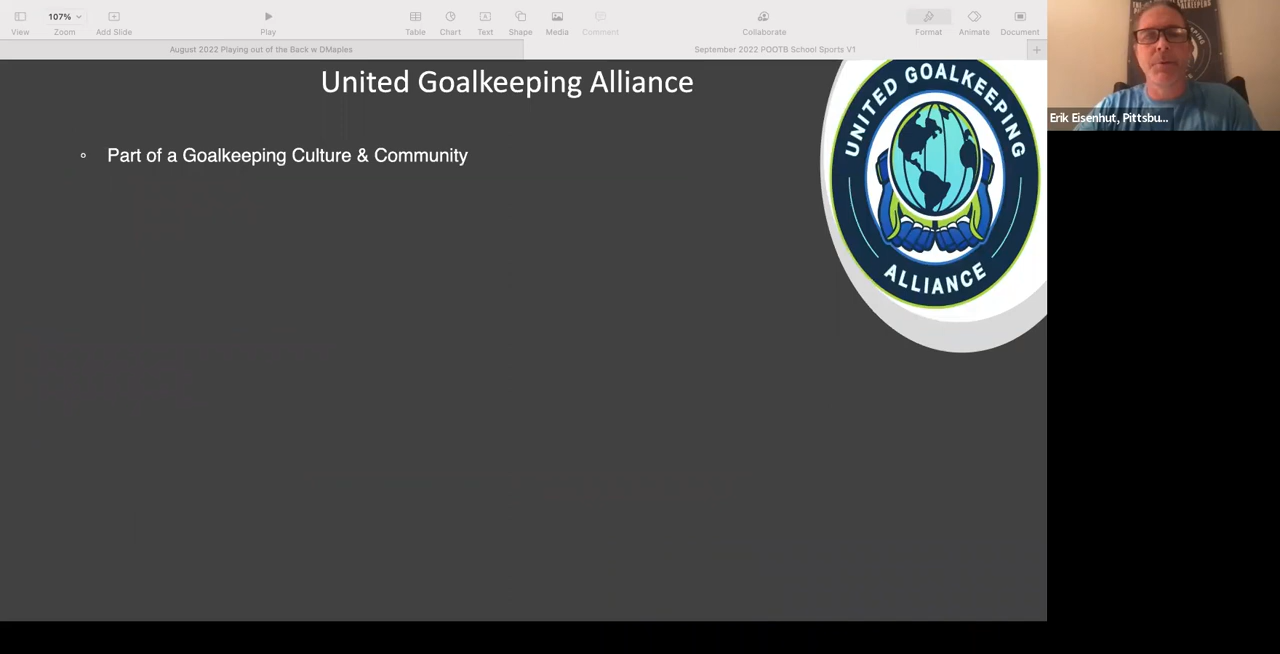 107%
View
Zoom
Add Slide
Play
Table
Chart
Text
Shape
Media
Comment
Collaborate
Format
Animate
Document
August 2022 Playing out of the Back w DMaples
September 2022 POOTB School Sports V1
United Goalkeeping Alliance
Part of a Goalkeeping Culture & Community
UNITED GOALKEEPING
ALLIANCE
Erik Eisenhut, Pittsbu...